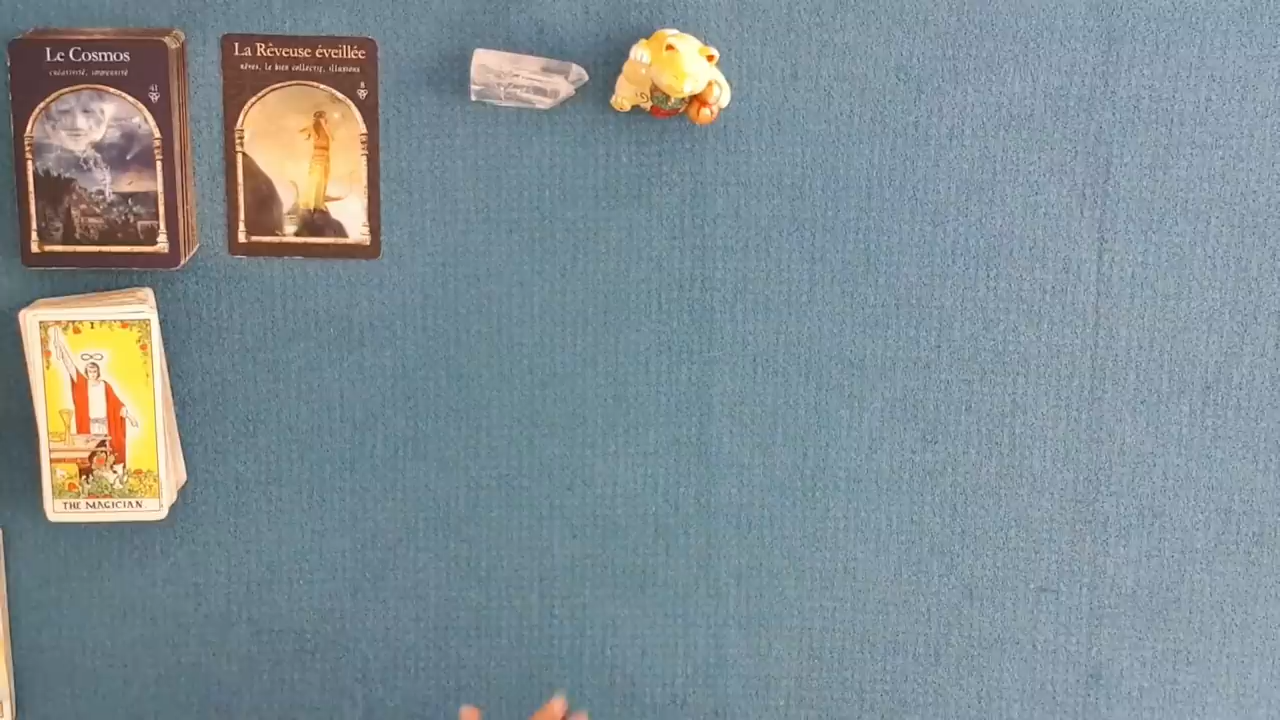 Le Cosmos
créativité, immensité
41
La Rêveuse éveillée
rêves, le bien collectif, illusions
8
I
THE MAGICIAN.